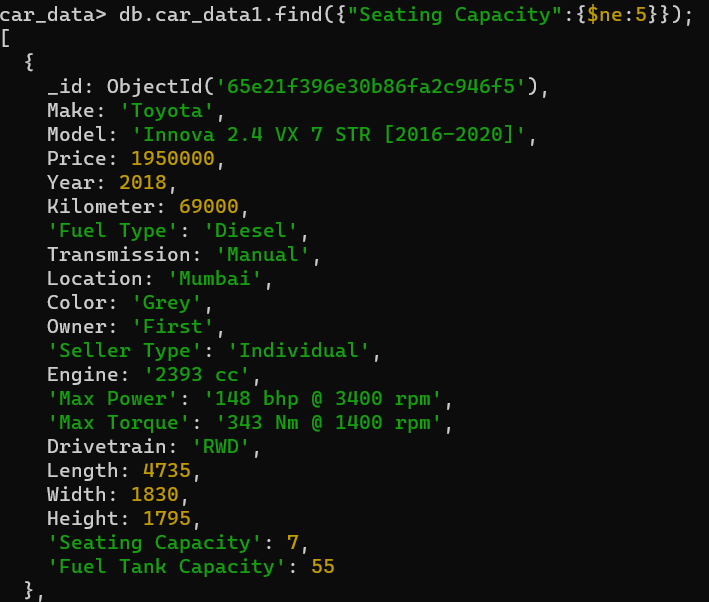 car_data> db.car_data1.find({"Seating Capacity":{$ne:5}});
[
  {
    _id: ObjectId('65e21f396e30b86fa2c946f5'),
    Make: 'Toyota',
    Model: 'Innova 2.4 VX 7 STR [2016-2020]',
    Price: 1950000,
    Year: 2018,
    Kilometer: 69000,
    'Fuel Type': 'Diesel',
    Transmission: 'Manual',
    Location: 'Mumbai',
    Color: 'Grey',
    Owner: 'First',
    'Seller Type': 'Individual',
    Engine: '2393 cc',
    'Max Power': '148 bhp @ 3400 rpm',
    'Max Torque': '343 Nm @ 1400 rpm',
    Drivetrain: 'RWD',
    Length: 4735,
    Width: 1830,
    Height: 1795,
    'Seating Capacity': 7,
    'Fuel Tank Capacity': 55
  },